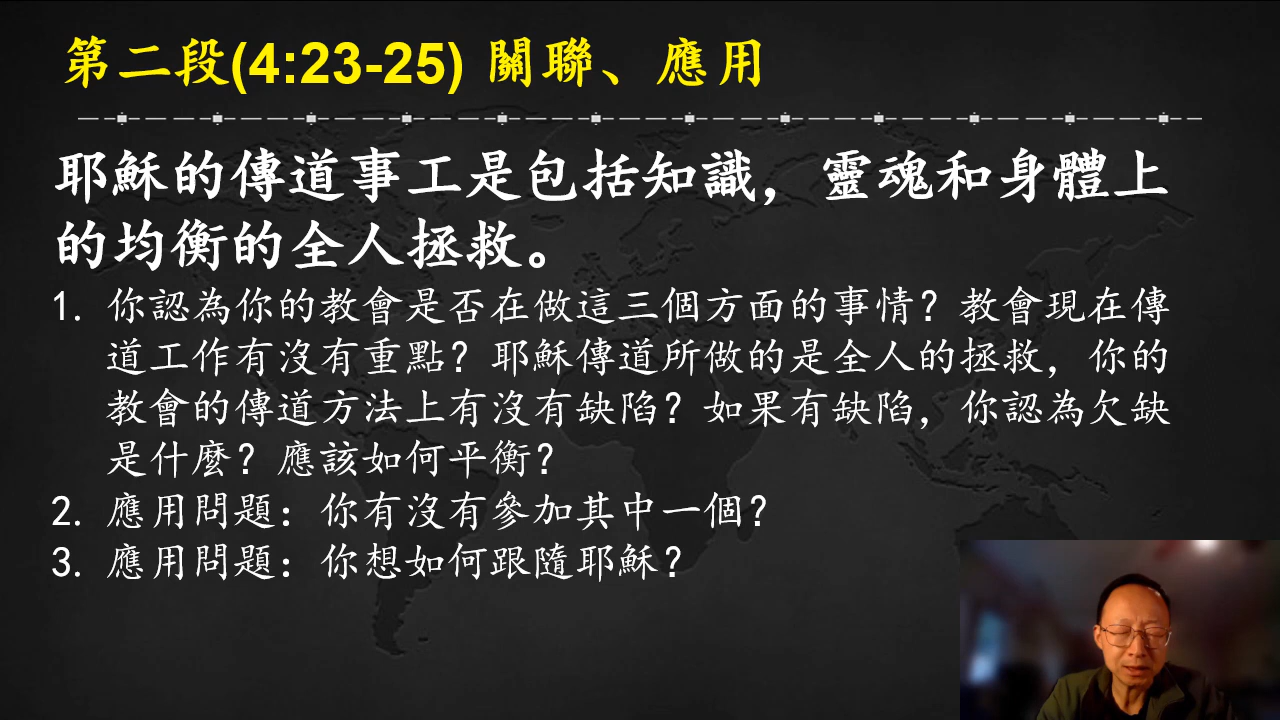 第二段(4:23-25) 關聯、應用
耶穌的傳道事工是包括知識，靈魂和身體上
的均衡的全人拯救。
1. 你認為你的教會是否在做這三個方面的事情？教會現在傳
道工作有沒有重點？耶穌傳道所做的是全人的拯救，你的
教會的傳道方法上有沒有缺陷？如果有缺陷，你認為欠缺
是什麼？應該如何平衡？
2. 應用問題：你有沒有參加其中一個？
3. 應用問題：你想如何跟隨耶穌？